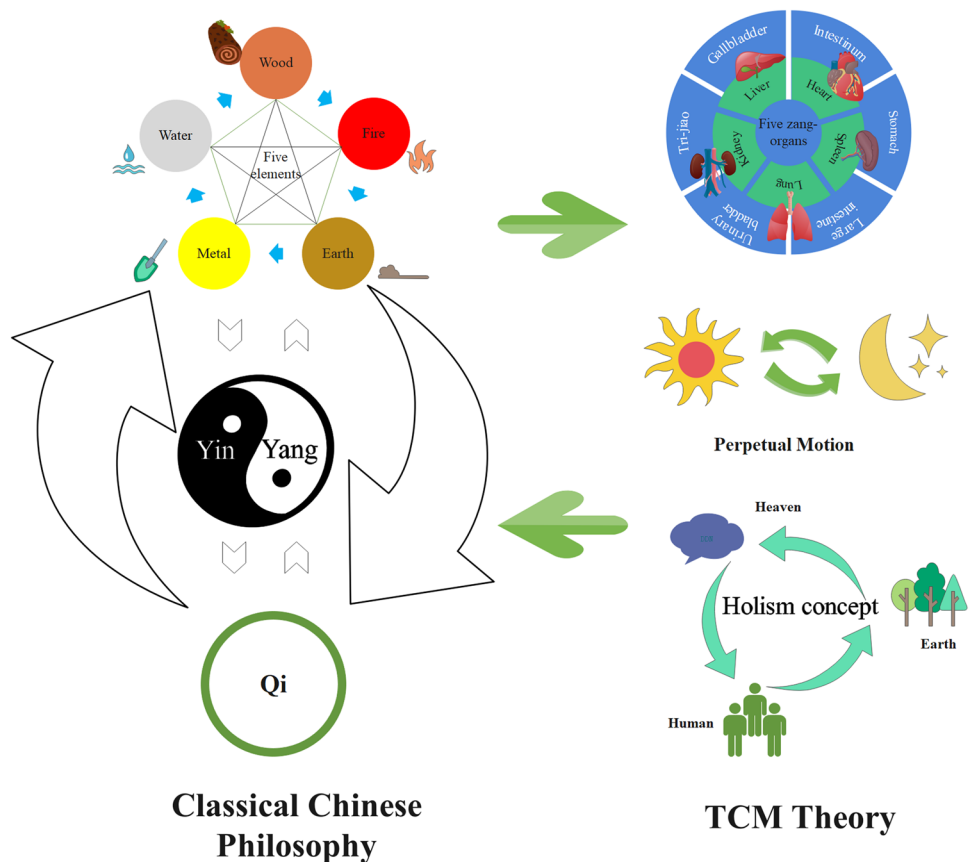 Wood
Water
Fire
Five
elements
Metal
Earth
Yin
Yang
Qi
Classical Chinese
Philosophy
Gallbladder
Intestinum
Liver
Heart
Tri-jiao
Stomach
Five zang-
organs
Kidney
Spleen
Lung
Urinary
bladder
Large
intestine
Perpetual Motion
Heaven
Holism concept
Earth
Human
TCM Theory